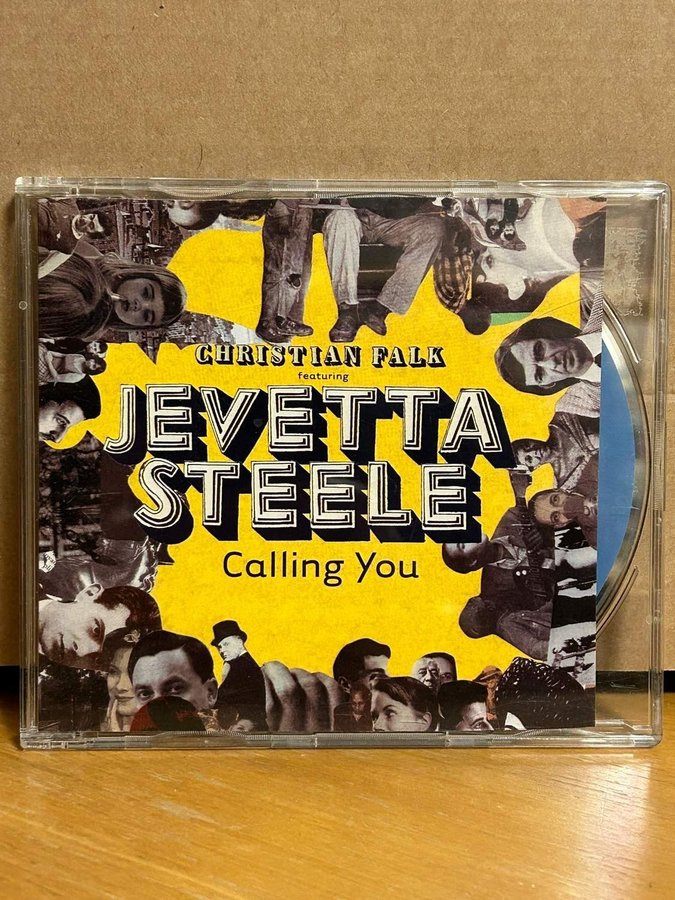 CHRISTIAN FALK
featuring
JEVETTA
STEELE
Calling You